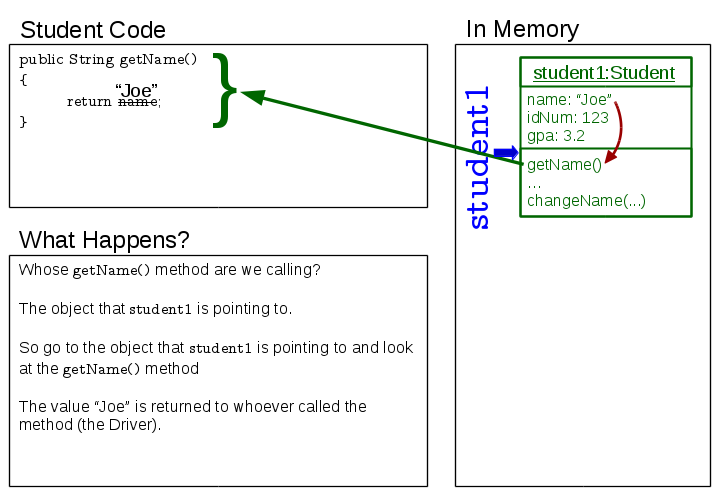 Student Code
public String getName()
{
“Joe”
return name;
}
What Happens?
Whose getName() method are we calling?
The object that student1 is pointing to.
So go to the object that student1 is pointing to and look
at the getName() method
The value “Joe” is returned to whoever called the
method (the Driver).
In Memory
student1
student1:Student
name: “Joe”
idNum: 123
gpa: 3.2
getName()
...
changeName(...)